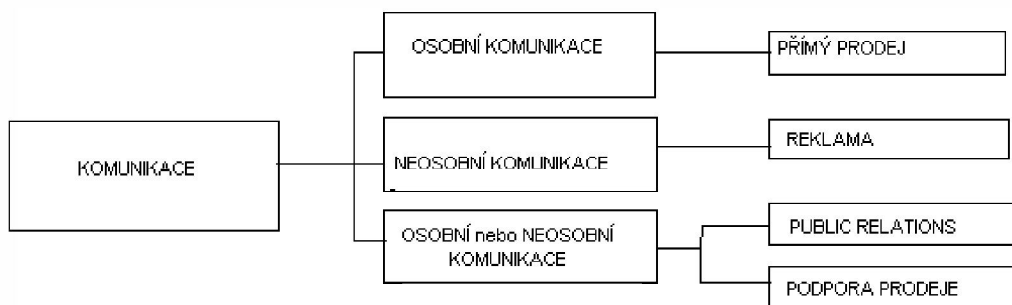 KOMUNIKACE
OSOBNÍ KOMUNIKACE
PŘÍMÝ PRODEJ
NEOSOBNÍ KOMUNIKACE
REKLAMA
OSOBNÍ nebo NEOSOBNÍ
KOMUNIKACE
PUBLIC RELATIONS
PODPORA PRODEJE